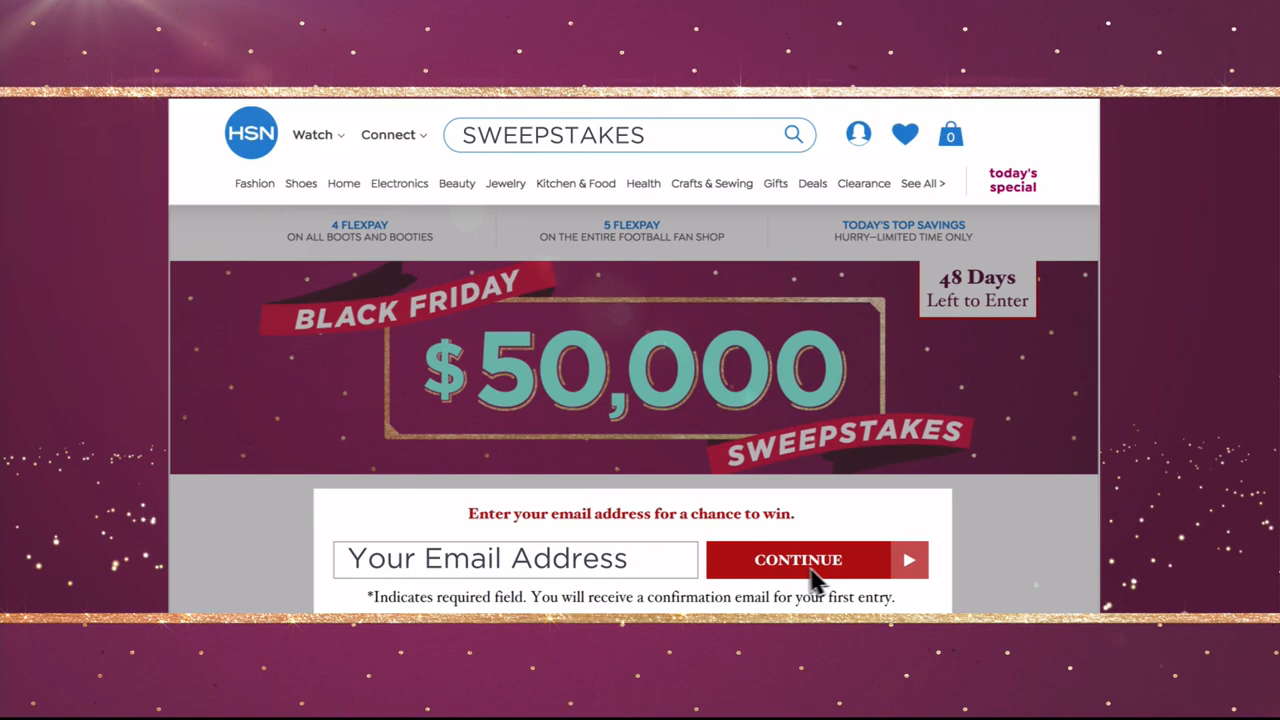 HSN
Watch
Connect
SWEEPSTAKES
0
Fashion Shoes Home Electronics Beauty Jewelry Kitchen & Food Health Crafts & Sewing Gifts Deals Clearance See All >
today's
special
4 FLEXPAY
ON ALL BOOTS AND BOOTIES
5 FLEXPAY
ON THE ENTIRE FOOTBALL FAN SHOP
TODAY'S TOP SAVINGS
HURRY—LIMITED TIME ONLY
48 Days
Left to Enter
BLACK FRIDAY
$50,000
SWEEPSTAKES
Enter your email address for a chance to win.
Your Email Address
CONTINUE
*Indicates required field. You will receive a confirmation email for your first entry.